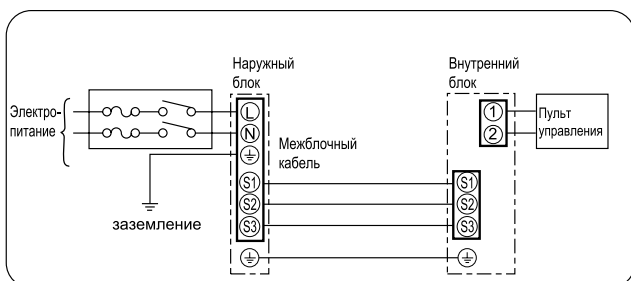 Наружный
блок
Внутренний
блок
Электро-
питание
L
N
1
2
Пульт
управления
Межблочный
кабель
S1
S2
S3
S1
S2
S3
заземление